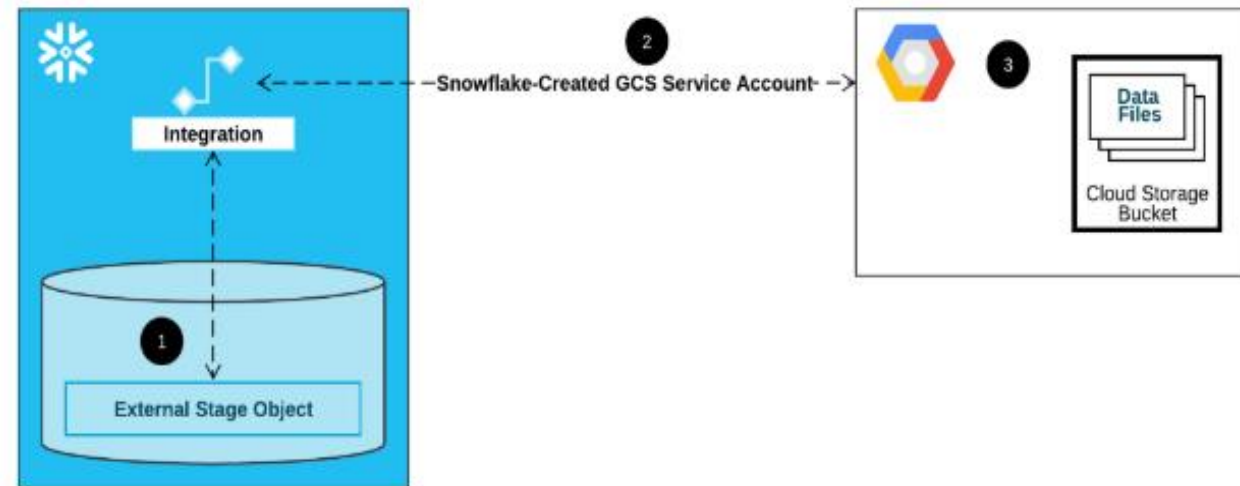 2
Snowflake-Created GCS Service Account
3
Data
Files
Integration
Cloud Storage
Bucket
1
External Stage Object